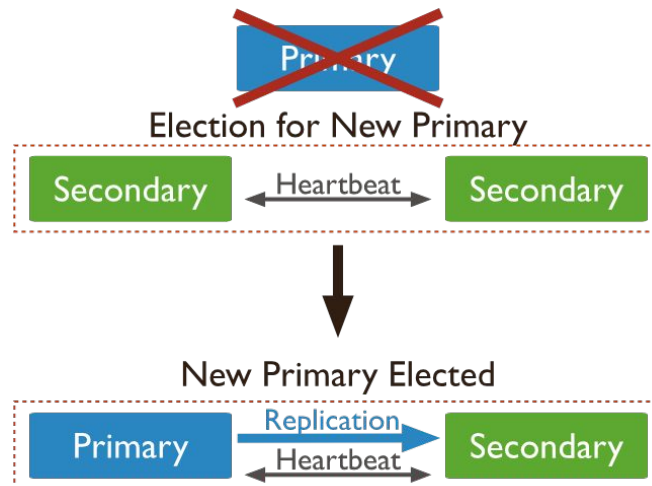 Primary
Election for New Primary
Secondary Heartbeat Secondary
New Primary Elected
Replication
Primary Secondary
Heartbeat